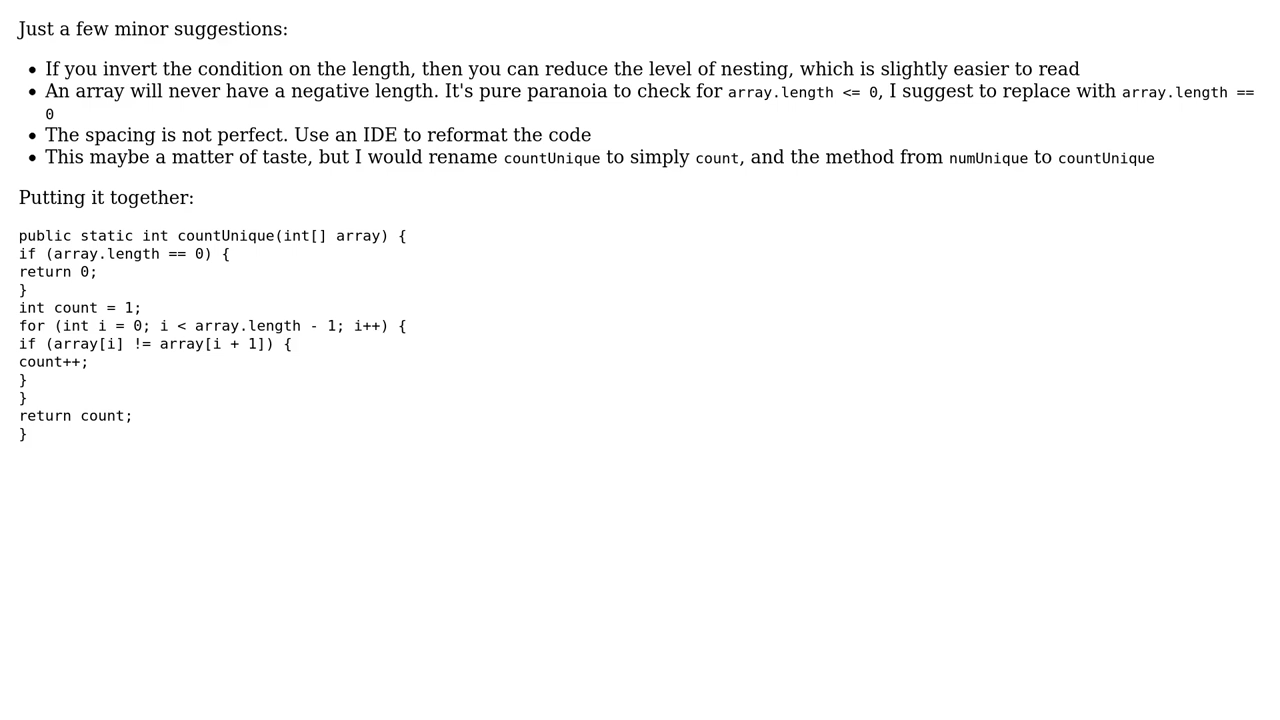 Just a few minor suggestions:
• If you invert the condition on the length, then you can reduce the level of nesting, which is slightly easier to read
• An array will never have a negative length. It's pure paranoia to check for array.length <= 0, I suggest to replace with array.length ==
0
• The spacing is not perfect. Use an IDE to reformat the code
• This maybe a matter of taste, but I would rename countUnique to simply count, and the method from numUnique to countUnique
Putting it together:
public static int countUnique(int[] array) {
if (array.length == 0) {
return 0;
}
int count = 1;
for (int i = 0; i < array.length - 1; i++) {
if (array[i] != array[i + 1]) {
count++;
}
}
return count;
}